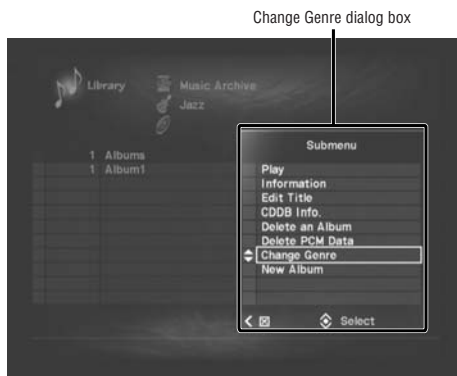 Change Genre dialog box
Library
Music Archive
Jazz
1 Albums
1 Album1
Submenu
Play
Information
Edit Title
CDDB Info.
Delete an Album
Delete PCM Data
Change Genre
New Album
Select